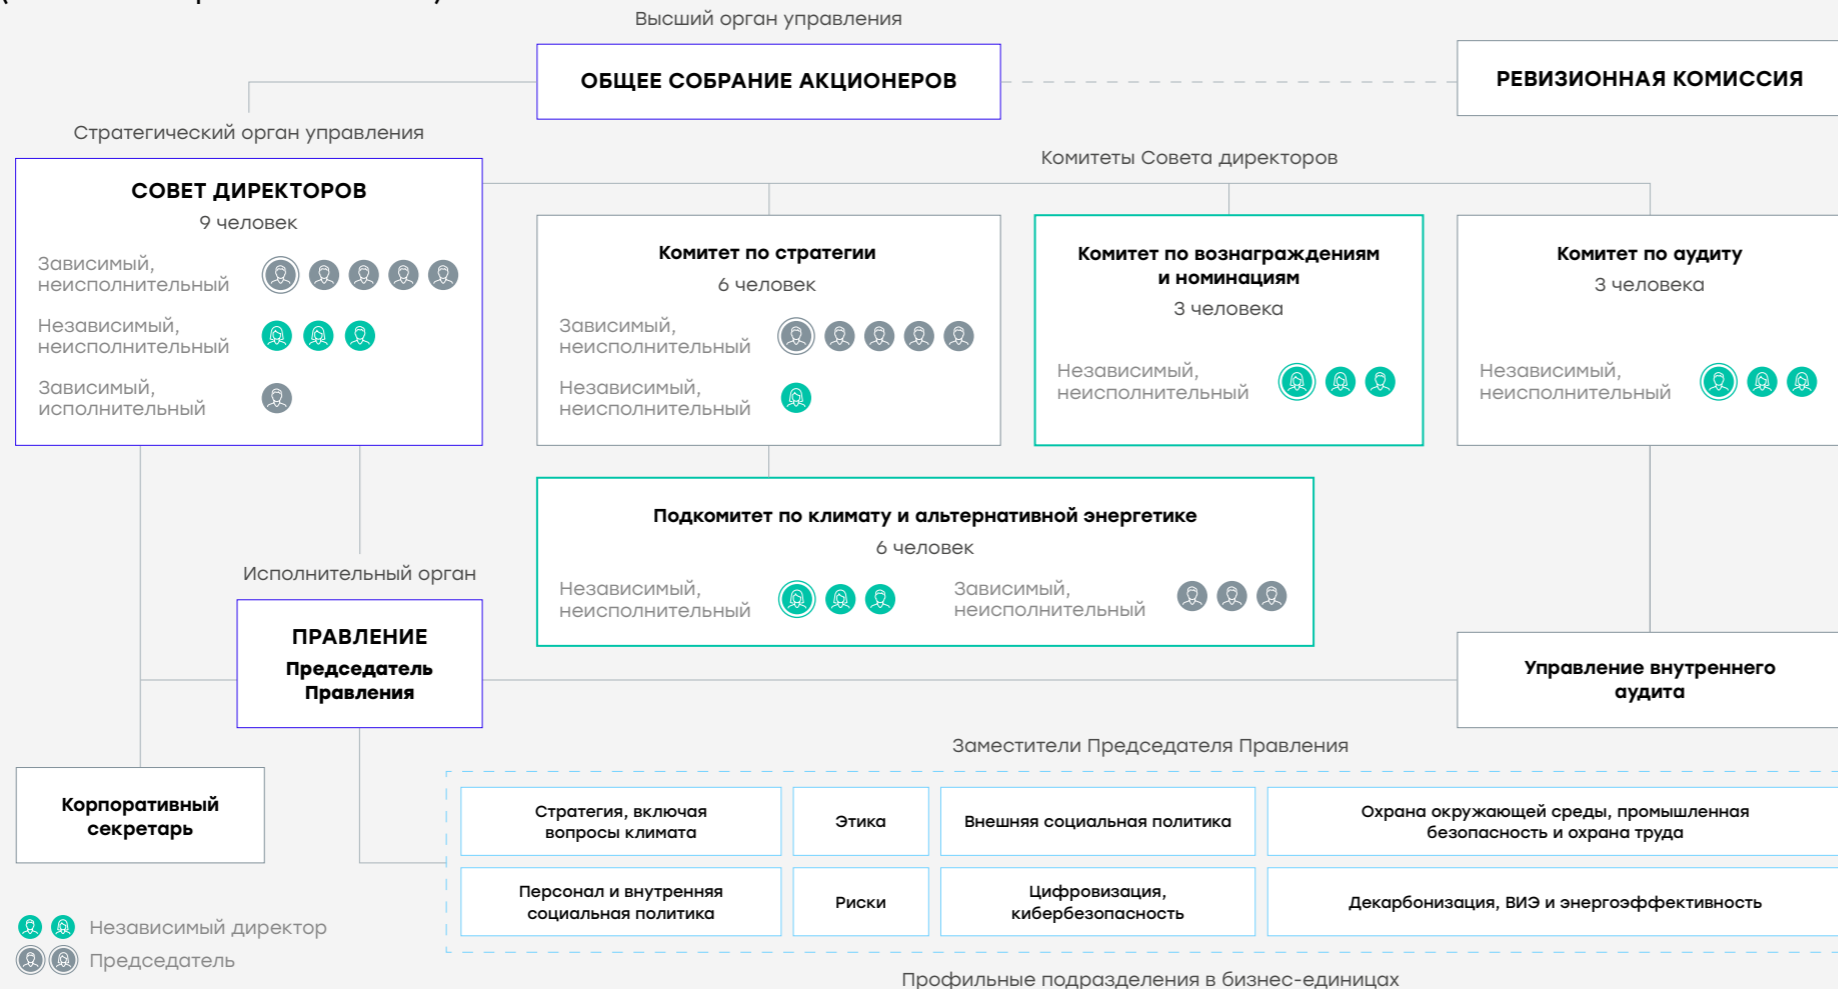 Высший орган управления
ОБЩЕЕ СОБРАНИЕ АКЦИОНЕРОВ
РЕВИЗИОННАЯ КОМИССИЯ
Стратегический орган управления
СОВЕТ ДИРЕКТОРОВ
9 человек
Зависимый,
неисполнительный
Независимый,
неисполнительный
Зависимый,
исполнительный
Комитеты Совета директоров
Комитет по стратегии
6 человек
Зависимый,
неисполнительный
Независимый,
неисполнительный
Комитет по вознаграждениям
и номинациям
3 человека
Независимый,
неисполнительный
Комитет по аудиту
3 человека
Независимый,
неисполнительный
Подкомитет по климату и альтернативной энергетике
6 человек
Независимый,
неисполнительный
Зависимый,
неисполнительный
Исполнительный орган
ПРАВЛЕНИЕ
Председатель
Правления
Управление внутреннего
аудита
Корпоративный
секретарь
Заместители Председателя Правления
Стратегия, включая
вопросы климата
Этика
Внешняя социальная политика
Охрана окружающей среды, промышленная
безопасность и охрана труда
Персонал и внутренняя
социальная политика
Риски
Цифровизация,
кибербезопасность
Декарбонизация, ВИЭ и энергоэффективность
Независимый директор
Председатель
Профильные подразделения в бизнес-единицах